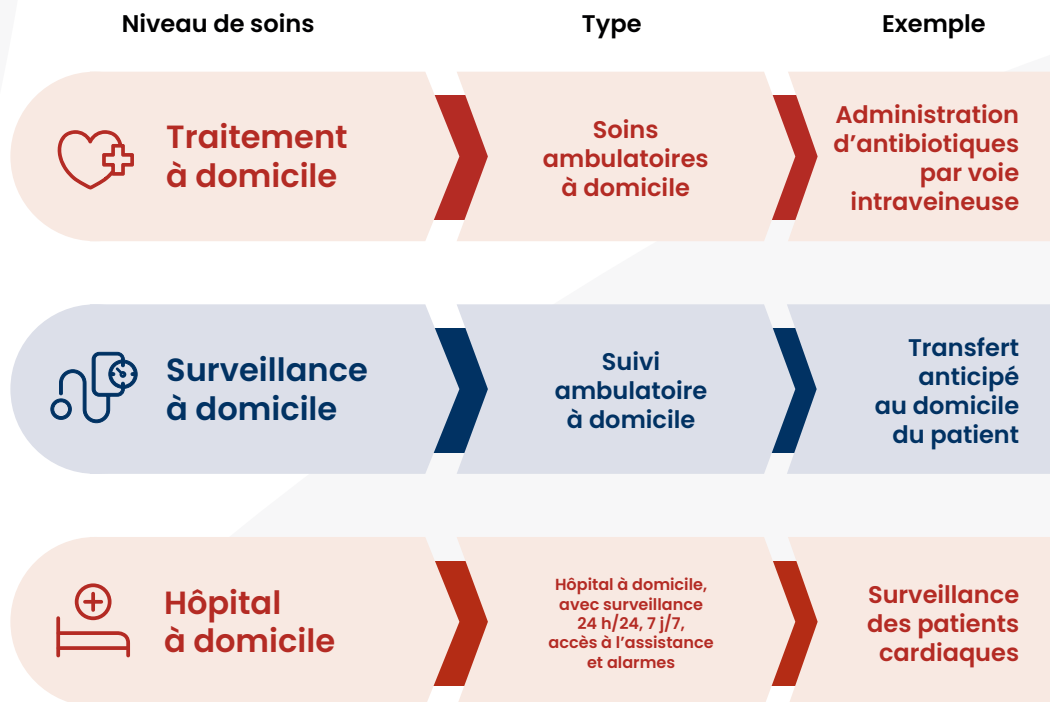 Niveau de soins
Type
Exemple
Traitement
à domicile
Soins
ambulatoires
à domicile
Administration
d’antibiotiques
par voie
intraveineuse
Surveillance
à domicile
Suivi
ambulatoire
à domicile
Transfert
anticipé
au domicile
du patient
Hôpital
à domicile
Hôpital à domicile,
avec surveillance
24 h/24, 7 j/7,
accès à l’assistance
et alarmes
Surveillance
des patients
cardiaques